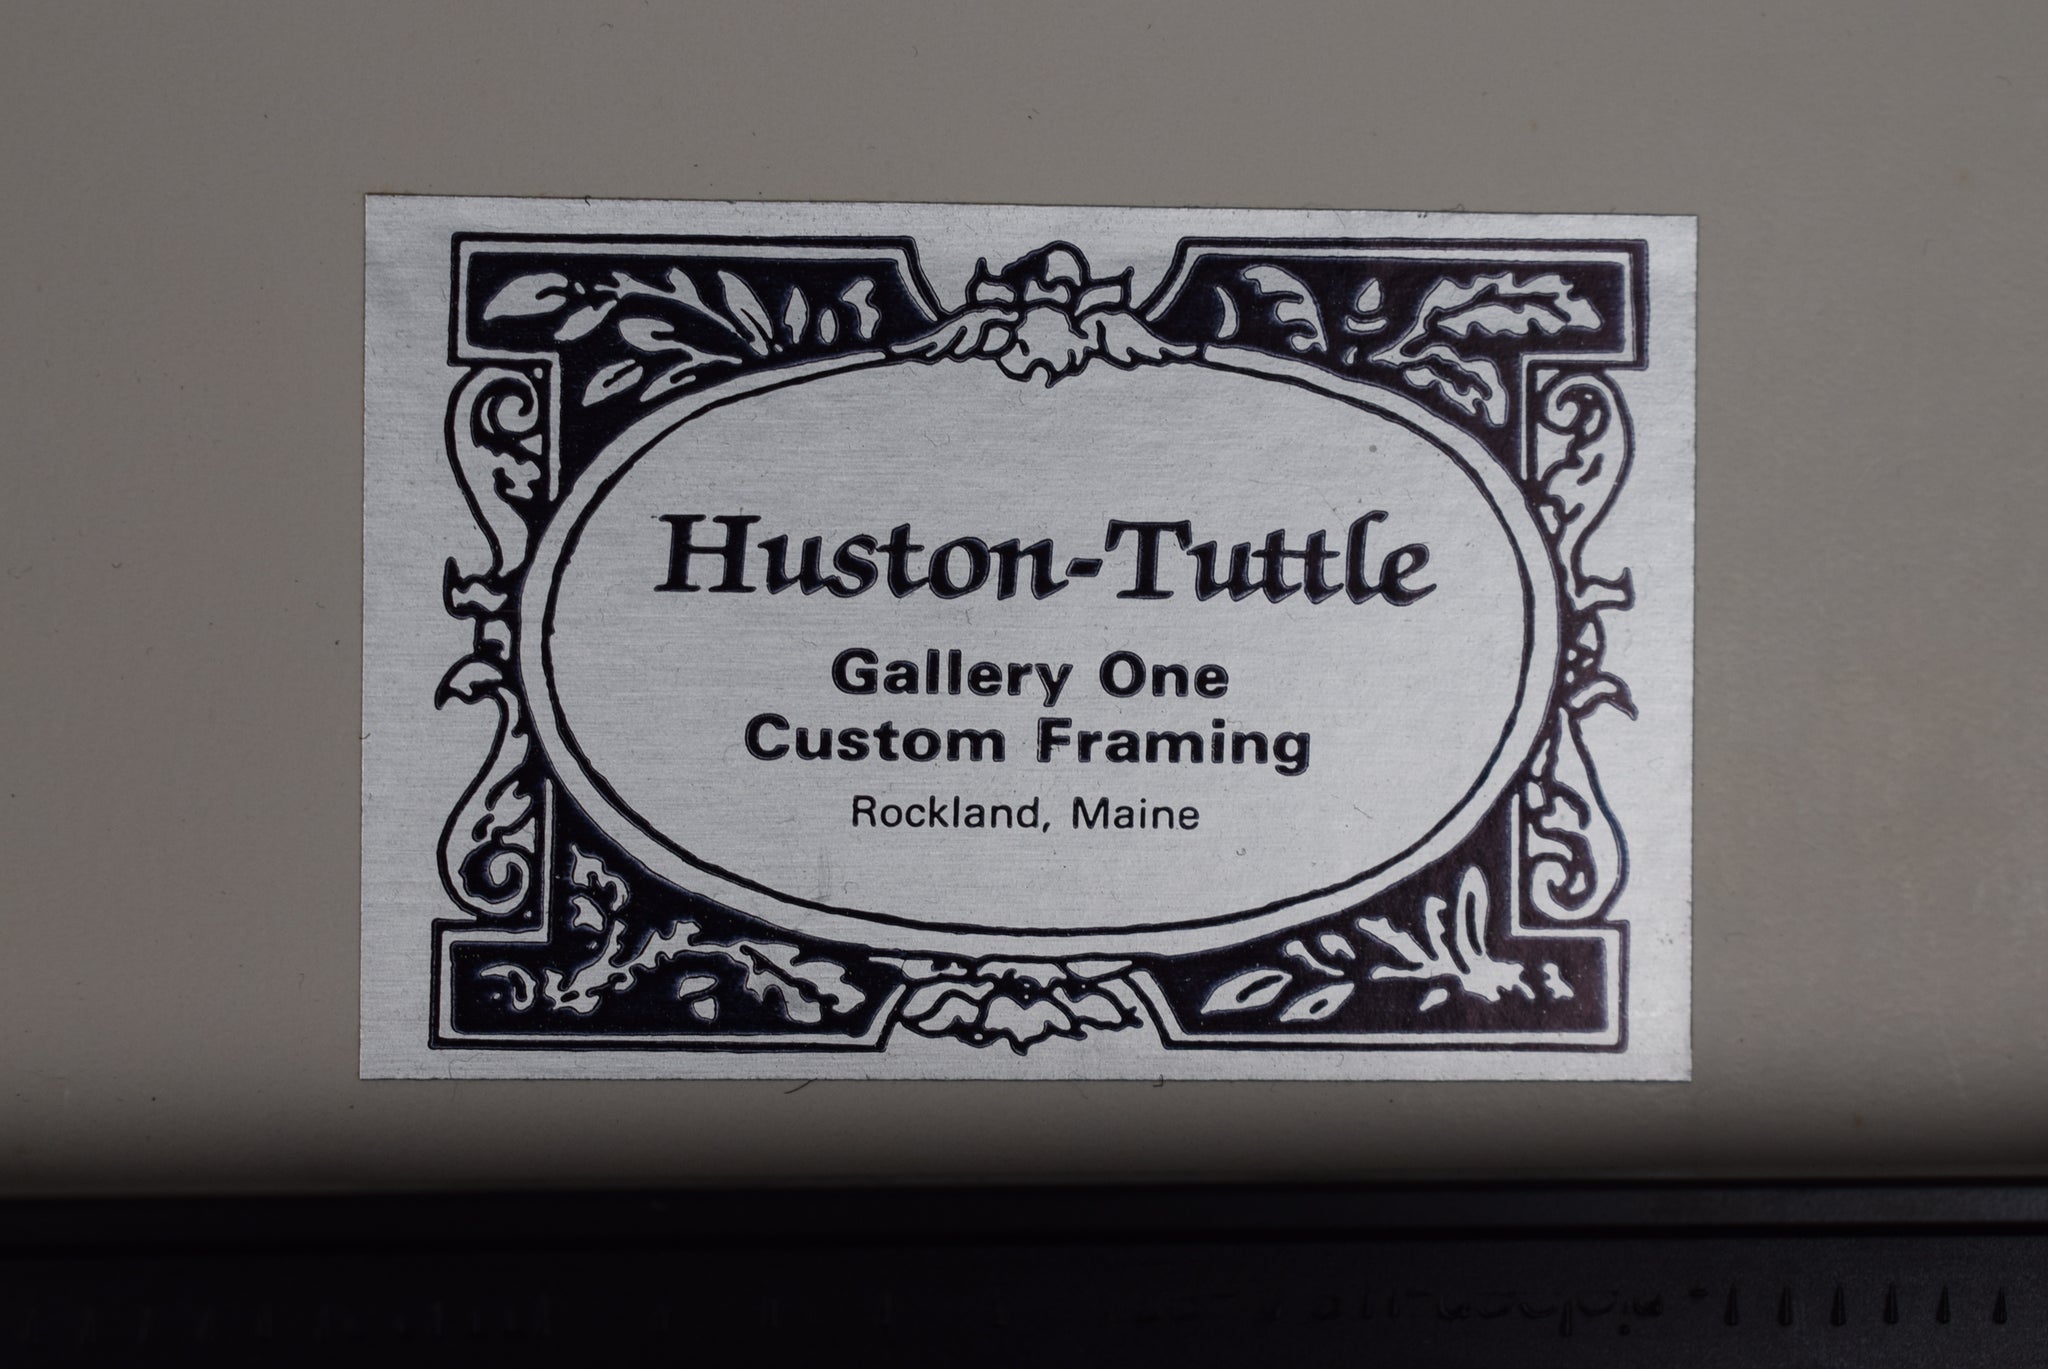 Huston-Tuttle
Gallery One
Custom Framing
Rockland, Maine